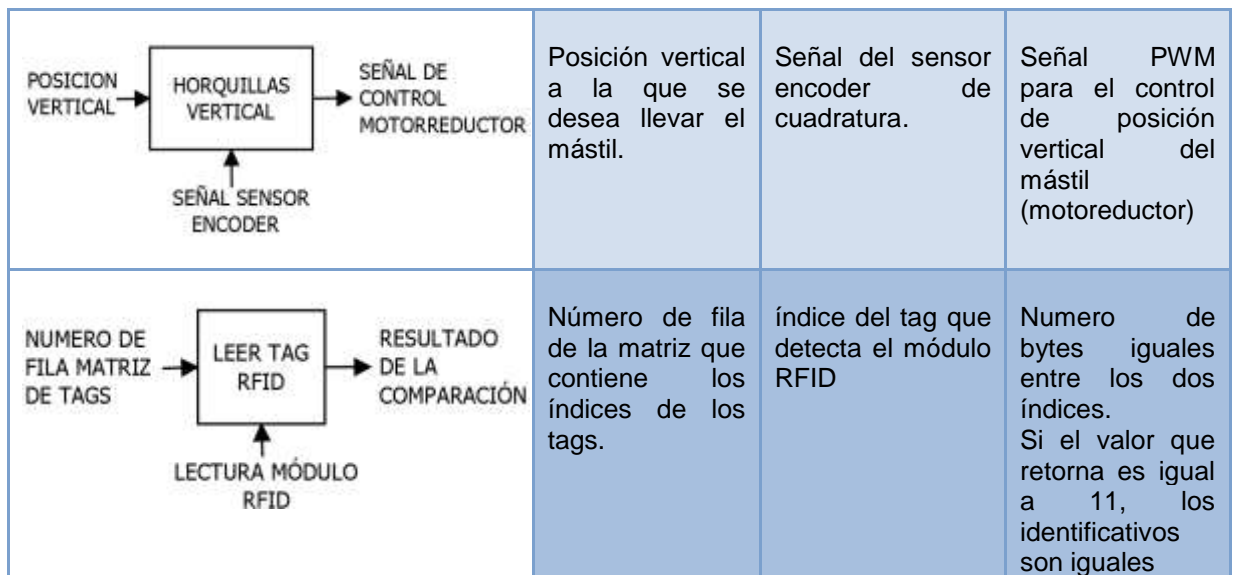 POSICION
VERTICAL
HORQUILLAS
VERTICAL
SEÑAL DE
CONTROL
MOTORREDUCTOR
SEÑAL SENSOR
ENCODER
Posición vertical
a la que se
desea llevar el
mástil.
Señal del sensor
encoder de
cuadratura.
Señal PWM
para el control
de posición
vertical del
mástil
(motoreductor)
NUMERO DE
FILA MATRIZ
DE TAGS
LEER TAG
RFID
RESULTADO
DE LA
COMPARACIÓN
LECTURA MÓDULO
RFID
Número de fila
de la matriz que
contiene los
índices de los
tags.
índice del tag que
detecta el módulo
RFID
Numero de
bytes iguales
entre los dos
índices.
Si el valor que
retorna es igual
a 11, los
identificativos
son iguales